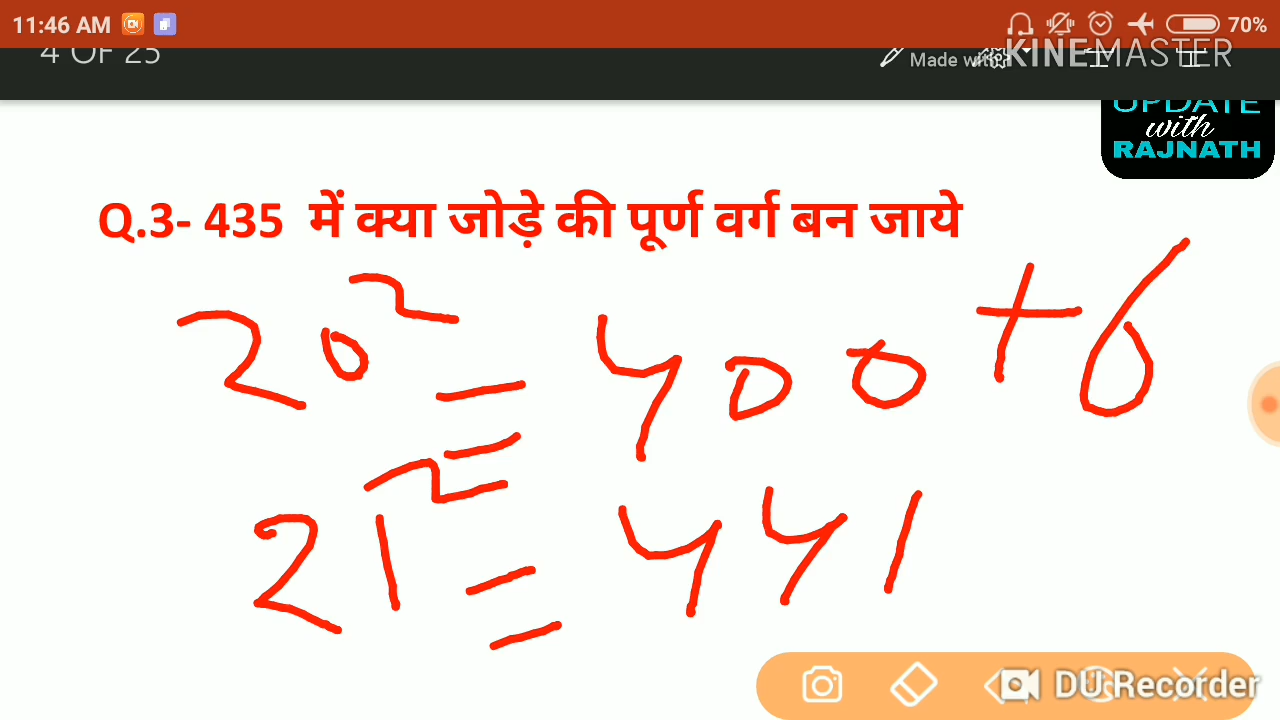 11:46 AM 70%
4 OF 25
Made with KINEMASTER
UPDATE
with
RAJNATH
Q.3- 435 में क्या जोड़े की पूर्ण वर्ग बन जाये
20² = 400 +6
21² = 441
DU Recorder